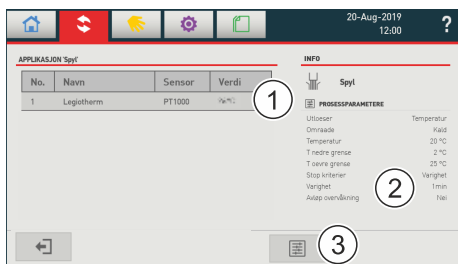 20-Aug-2019
12:00
?
APPLIKASJON 'Spyl'
No. Navn Sensor Verdi
1 Legiotherm PT1000
1
INFO
Spyl
PROSESSPARAMETERE
Utloeser Temperatur
Omraade Kald
Temperatur 20 °C
T nedre grense 2 °C
T oevre grense 25 °C
Stop kriterier Varighet
Varighet 1min
Avløp overvåkning Nei
2
3